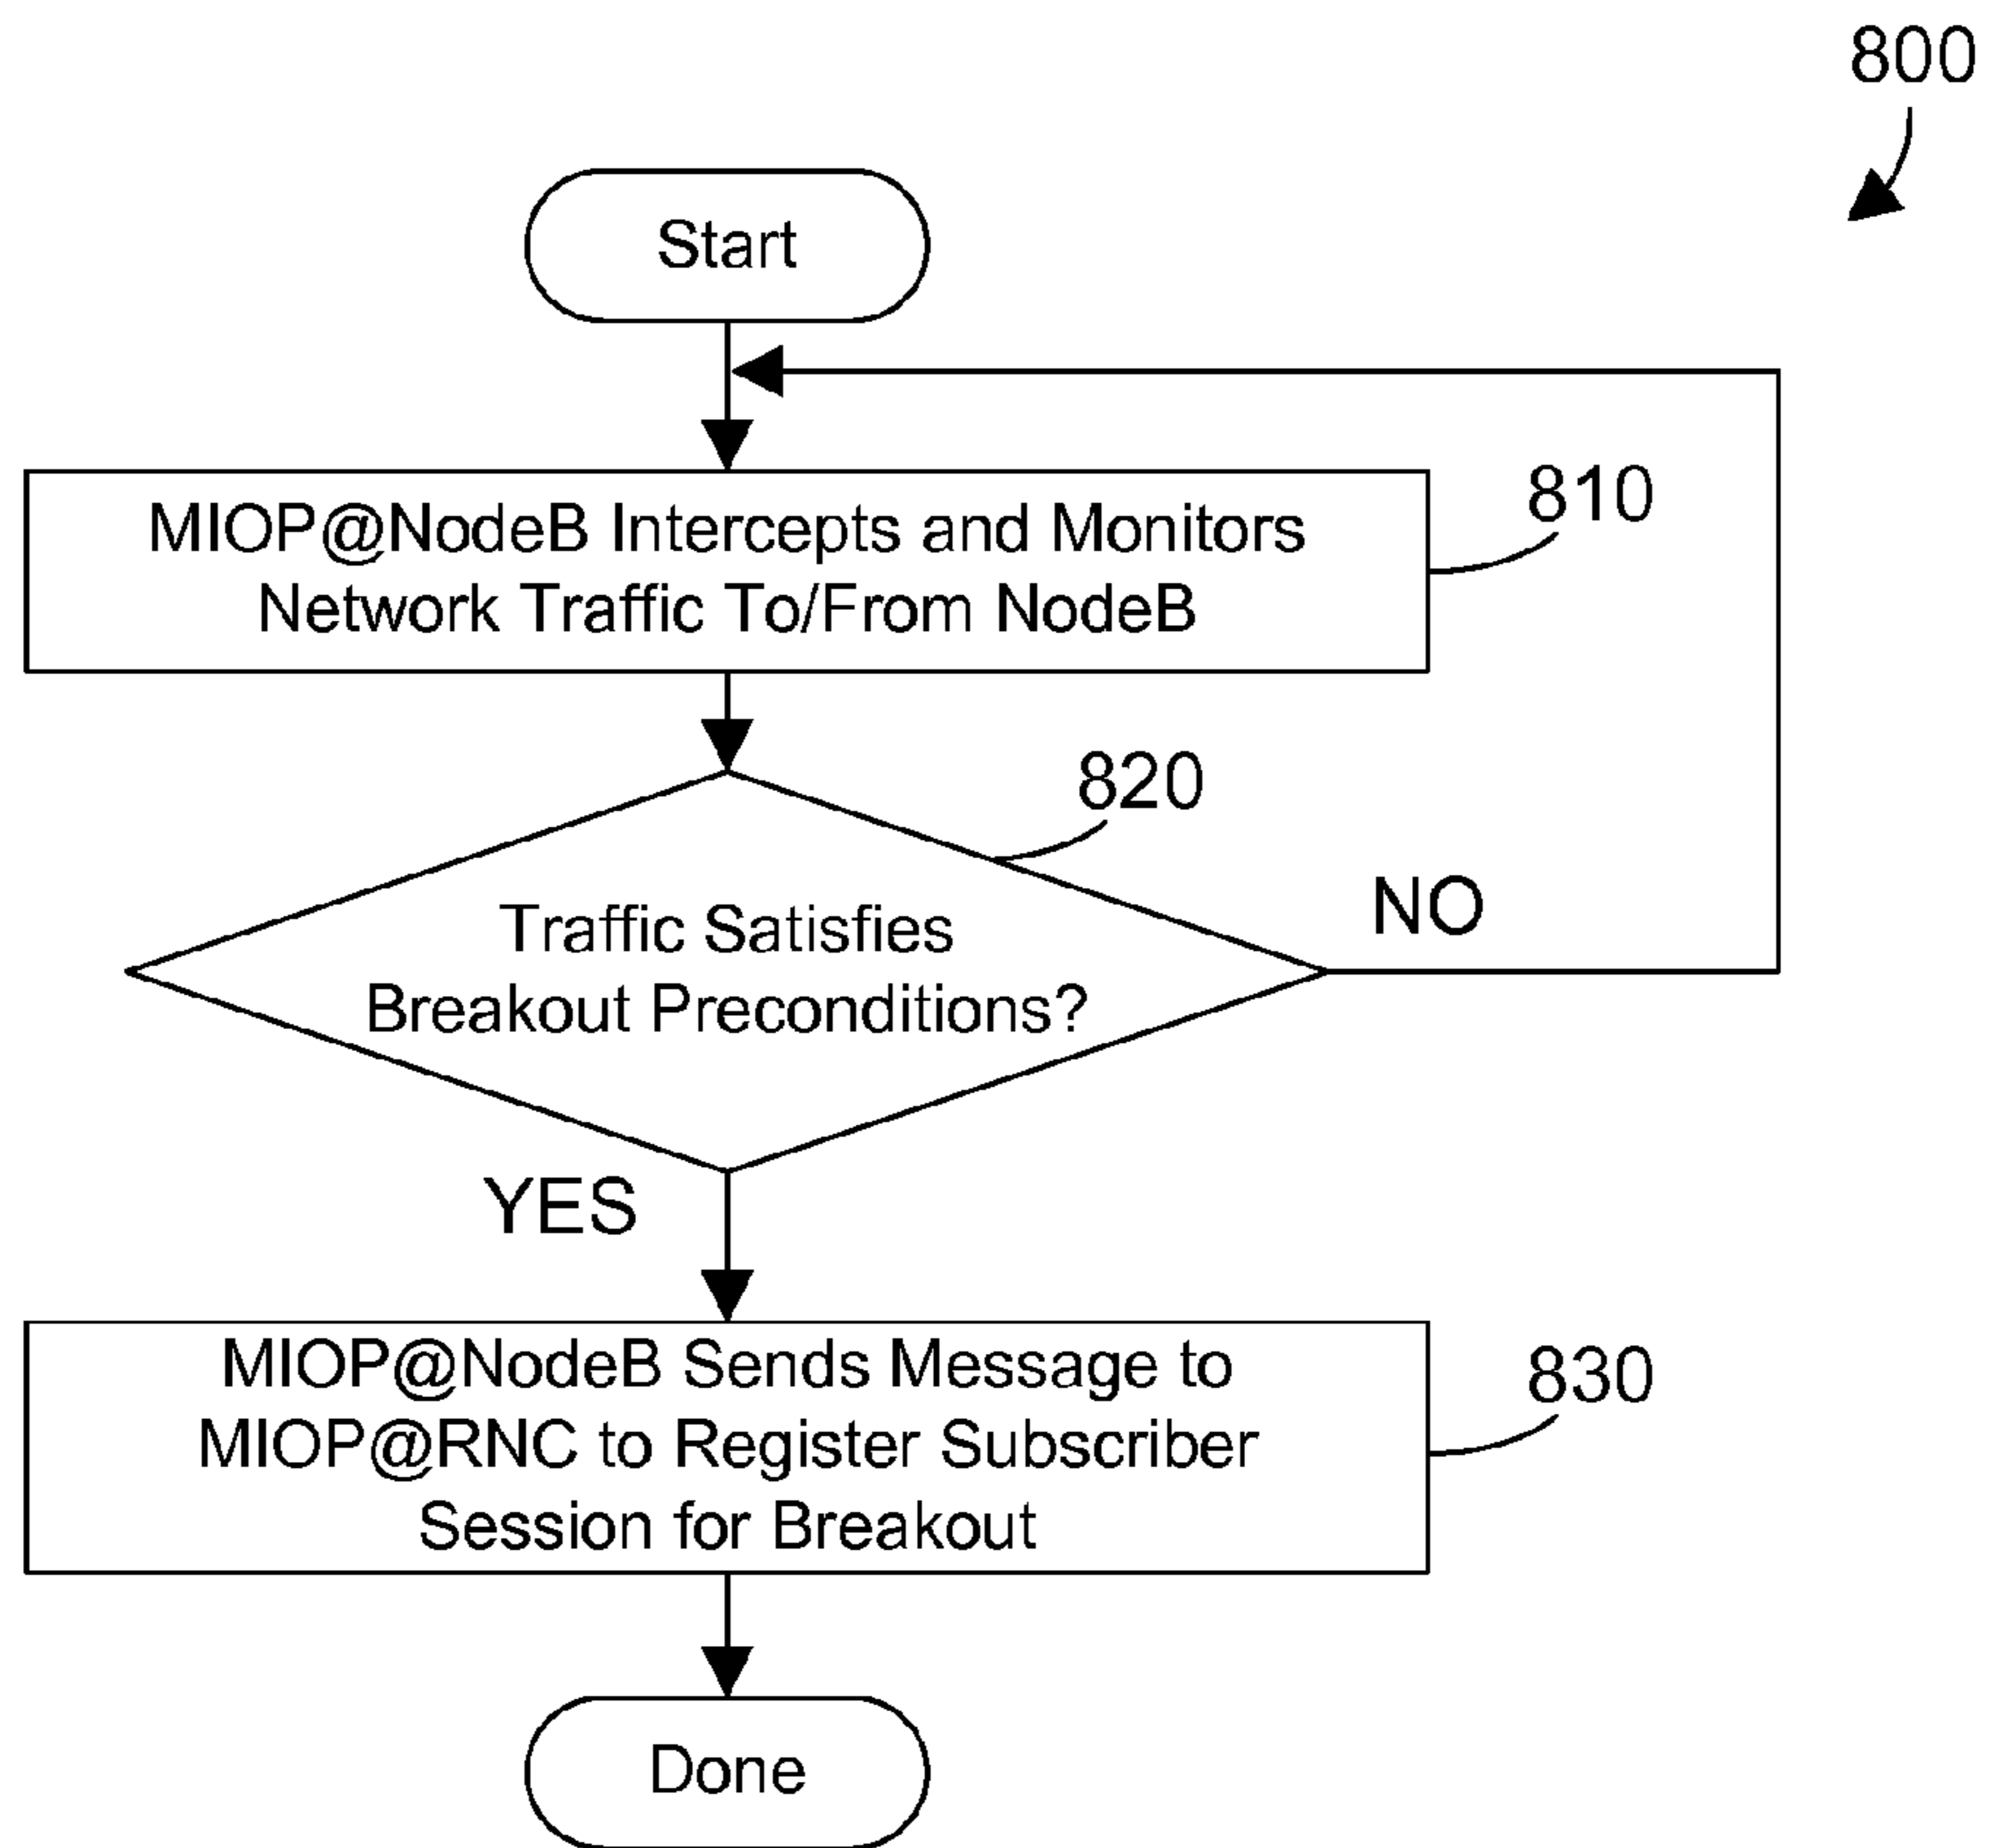 800
Start
MIOP@NodeB Intercepts and Monitors
Network Traffic To/From NodeB
810
820
Traffic Satisfies
Breakout Preconditions?
NO
YES
MIOP@NodeB Sends Message to
MIOP@RNC to Register Subscriber
Session for Breakout
830
Done